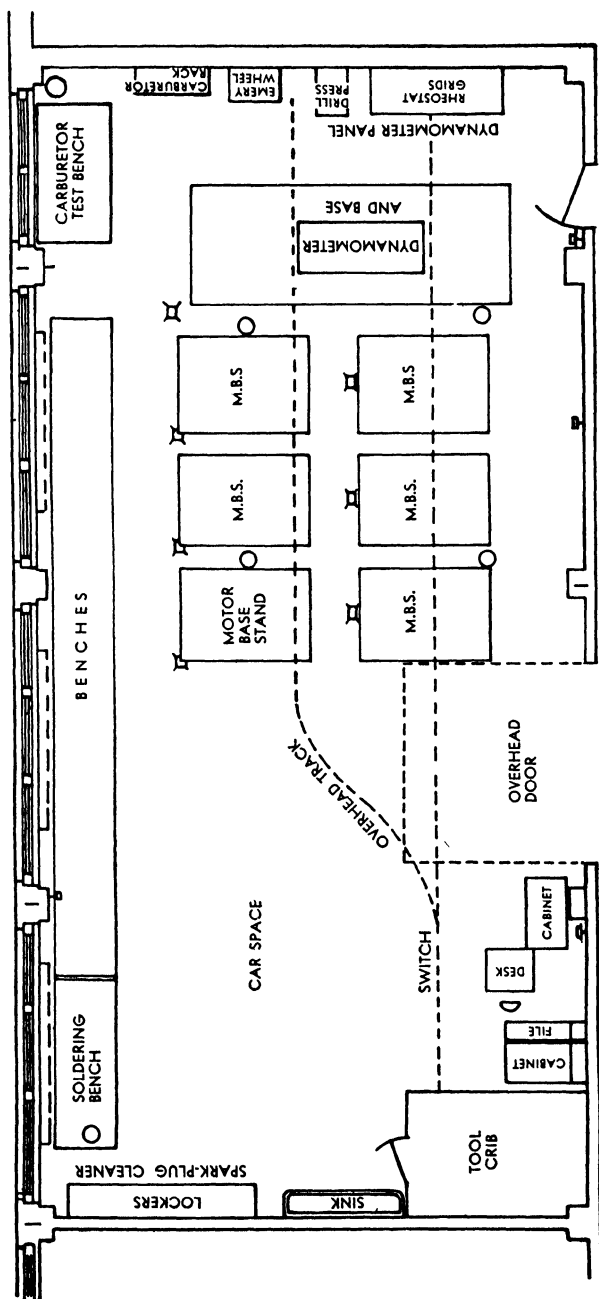 CARBURETOR
RACK
EMERY
WHEEL
DRILL
PRESS
RHEOSTAT
GRIDS
DYNAMOMETER PANEL
CARBURETOR
TEST BENCH
AND BASE
DYNAMOMETER
M.B.S
M.B.S.
M.B.S.
M.B.S.
MOTOR
BASE
STAND
M.B.S.
BENCHES
OVERHEAD TRACK
OVERHEAD
DOOR
CAR SPACE
SWITCH
CABINET
DESK
FILE
CABINET
SOLDERING
BENCH
TOOL
CRIB
SPARK-PLUG CLEANER
LOCKERS
SINK